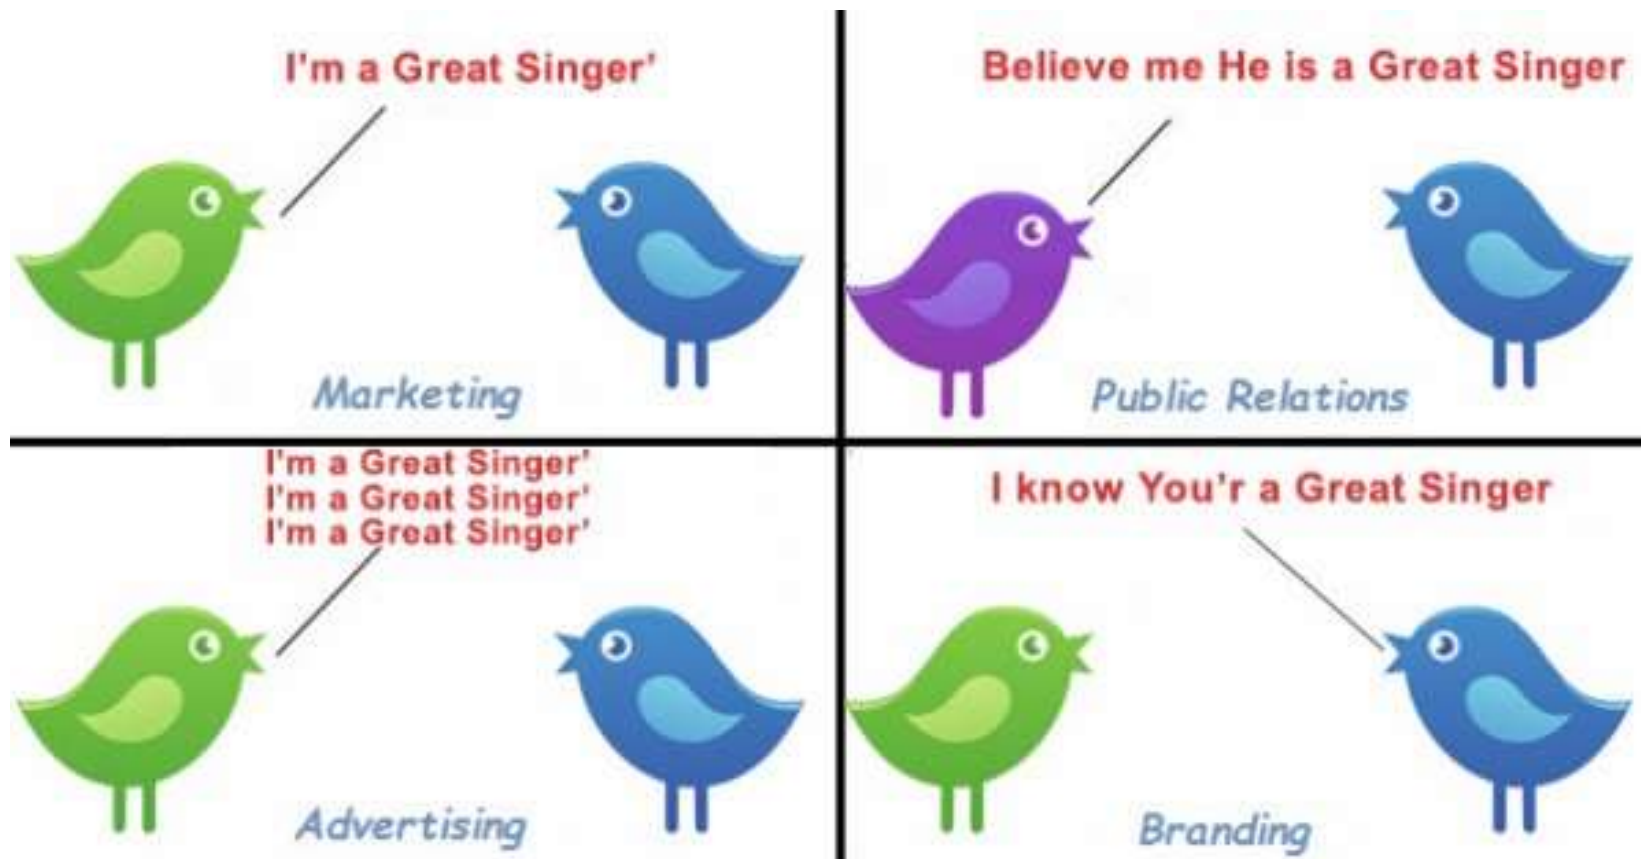 I'm a Great Singer'
Marketing
Believe me He is a Great Singer
Public Relations
I'm a Great Singer'
I'm a Great Singer'
I'm a Great Singer'
Advertising
I know You'r a Great Singer
Branding